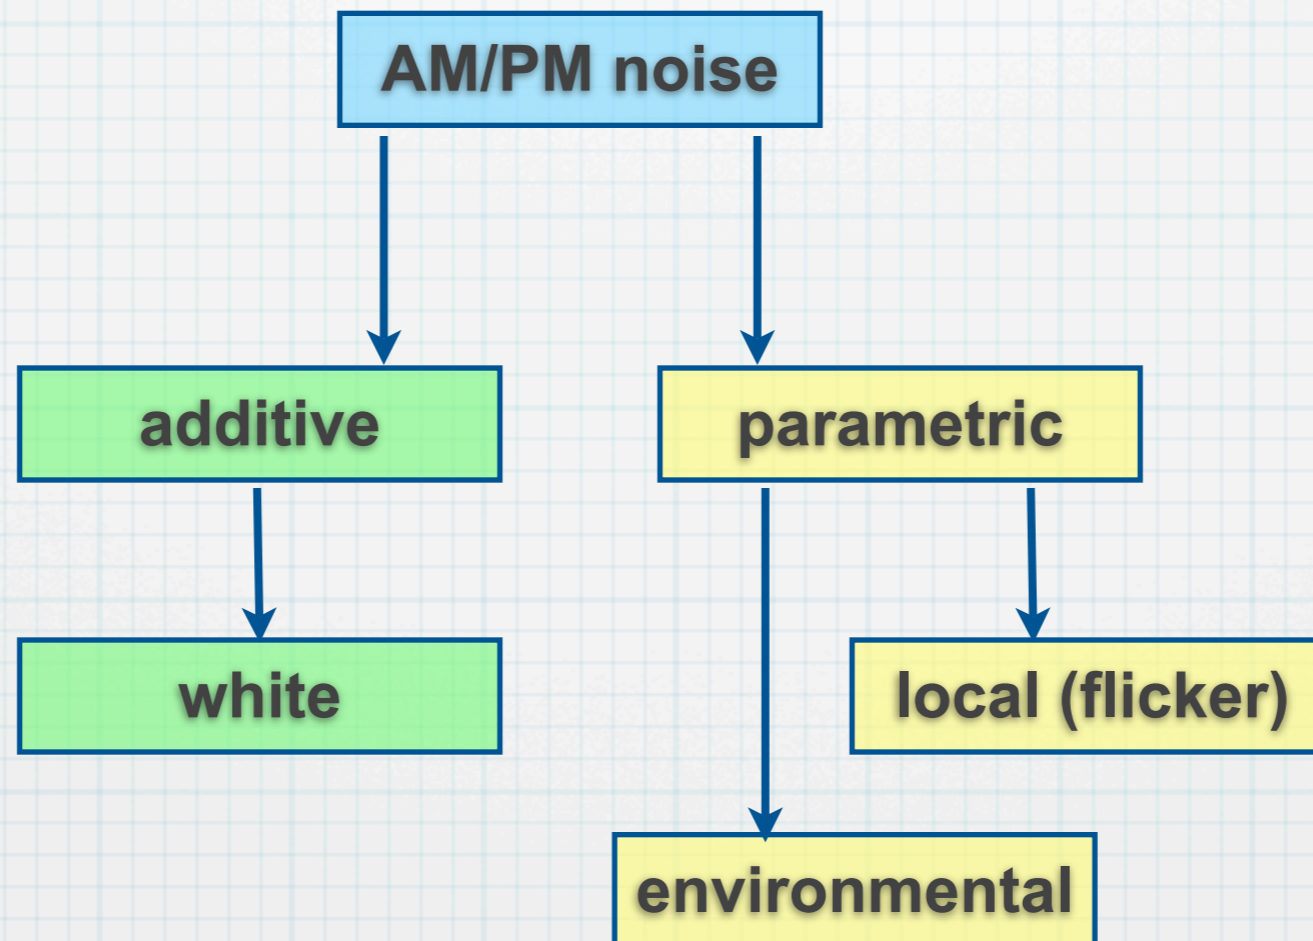 AM/PM noise
additive
parametric
white
local (flicker)
environmental